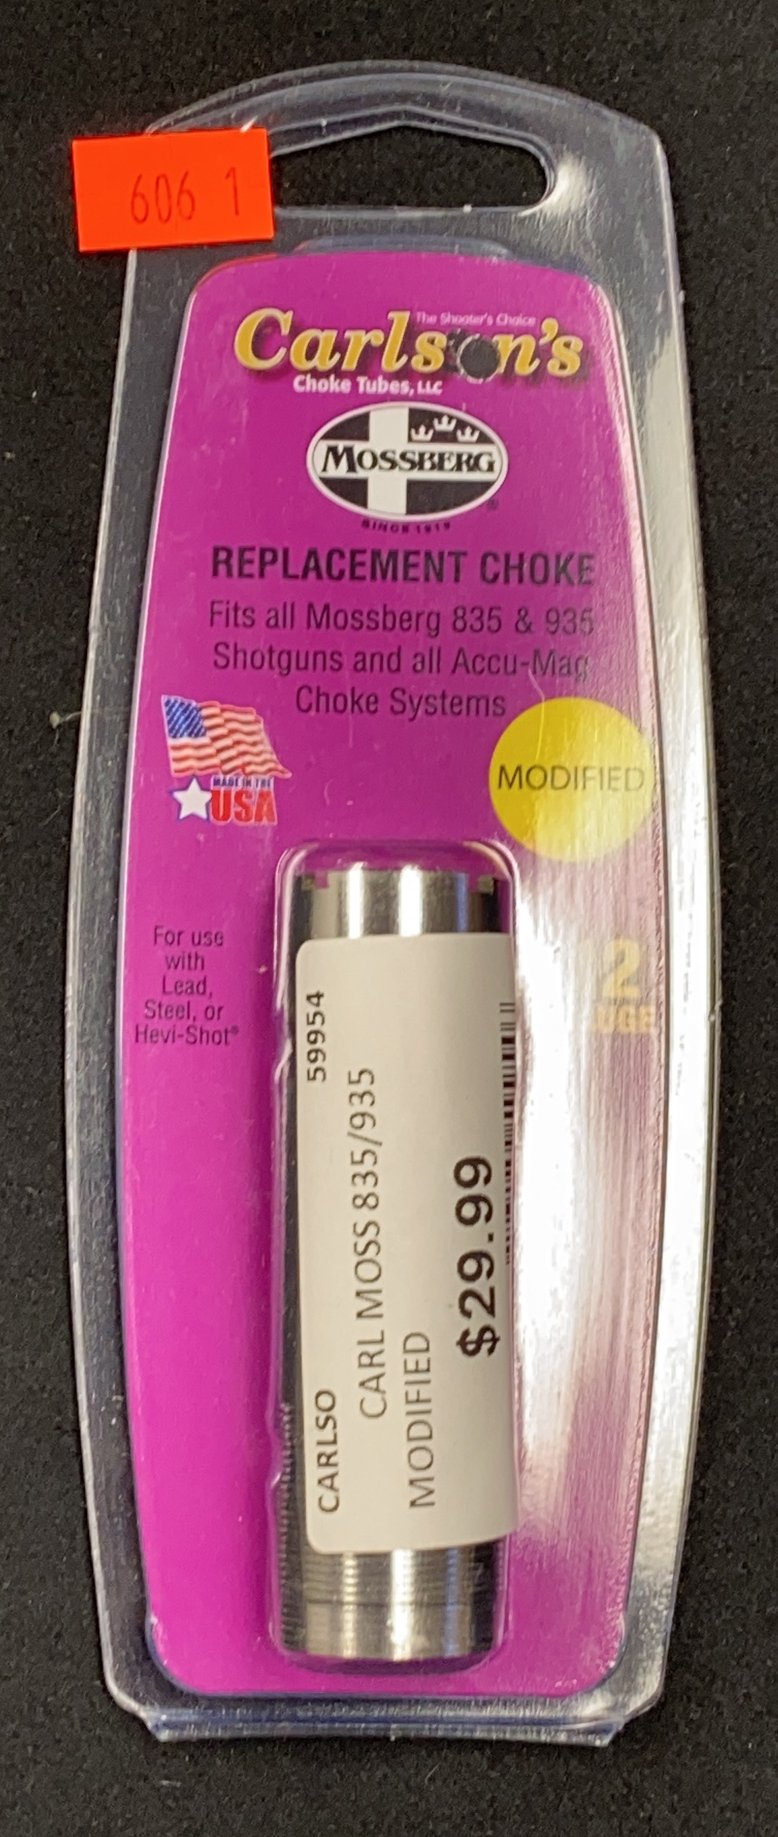 606 1
The Shooter's Choice
Carlson's
Choke Tubes, LLC
MOSSBERG
SINCE 1919
REPLACEMENT CHOKE
Fits all Mossberg 835 & 935
Shotguns and all Accu-Mag
Choke Systems
MADE IN THE
USA
MODIFIED
For use
with
Lead,
Steel, or
Hevi-Shot®
2
CARLSO 59954
CARL MOSS 835/935
MODIFIED
$29.99